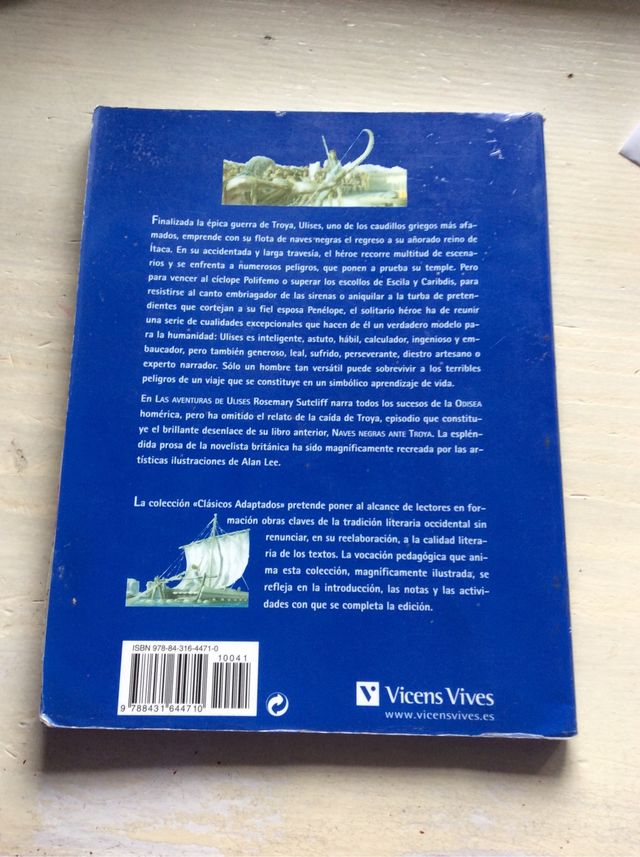 Finalizada la épica guerra de Troya, Ulises, uno de los caudillos griegos más afa-
mados, emprende con su flota de naves negras el regreso a su añorado reino de
Ítaca. En su accidentada y larga travesía, el héroe recorre multitud de escena-
rios y se enfrenta a numerosos peligros, que ponen a prueba su temple. Pero
para vencer al cíclope Polifemo o superar los escollos de Escila y Caribdis, para
resistirse al canto embriagador de las sirenas o aniquilar a la turba de preten-
dientes que cortejan a su fiel esposa Penélope, el solitario héroe ha de reunir
una serie de cualidades excepcionales que hacen de él un verdadero modelo pa-
ra la humanidad: Ulises es inteligente, astuto, hábil, calculador, ingenioso y em-
baucador, pero también generoso, leal, sufrido, perseverante, diestro artesano o
experto narrador. Sólo un hombre tan versátil puede sobrevivir a los terribles
peligros de un viaje que se constituye en un simbólico aprendizaje de vida.
En LAS AVENTURAS DE ULISES Rosemary Sutcliff narra todos los sucesos de la ODISEA
homérica, pero ha omitido el relato de la caída de Troya, episodio que constitu-
ye el brillante desenlace de su libro anterior, NAVES NEGRAS ANTE TROYA. La esplén-
dida prosa de la novelista británica ha sido magníficamente recreada por las ar-
tísticas ilustraciones de Alan Lee.
La colección «Clásicos Adaptados» pretende poner al alcance de lectores en for-
mación obras claves de la tradición literaria occidental sin
renunciar, en su reelaboración, a la calidad litera-
ria de los textos. La vocación pedagógica que ani-
ma esta colección, magníficamente ilustrada, se
refleja en la introducción, las notas y las activi-
dades con que se completa la edición.
ISBN 978-84-316-4471-0
10041
9 788431 644710
V Vicens Vives
www.vicensvives.es